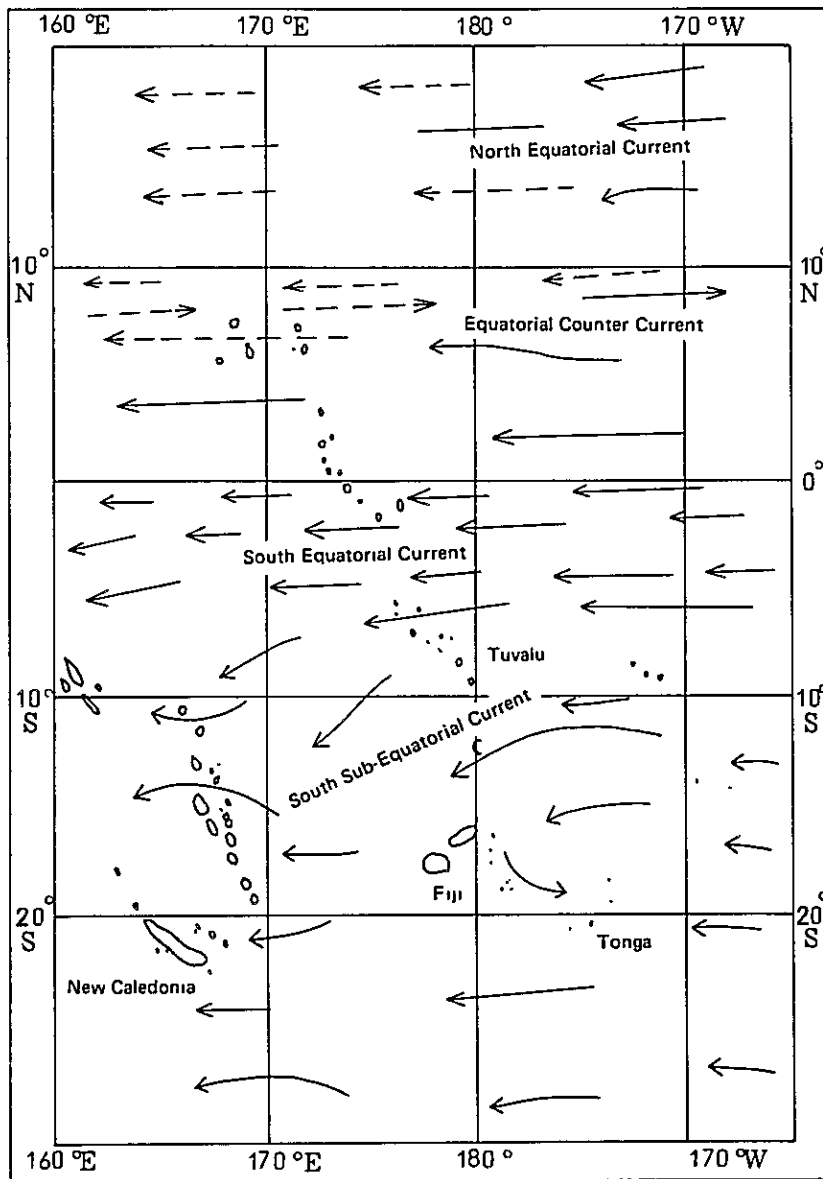 160 °E 170 °E 180 ° 170 °W
North Equatorial Current
10° 10°
N N
Equatorial Counter Current
0°
South Equatorial Current
Tuvalu
10° 10°
S S
South Sub-Equatorial Current
Fiji
20° 20°
S S
Tonga
New Caledonia
160 °E 170 °E 180 ° 170 °W